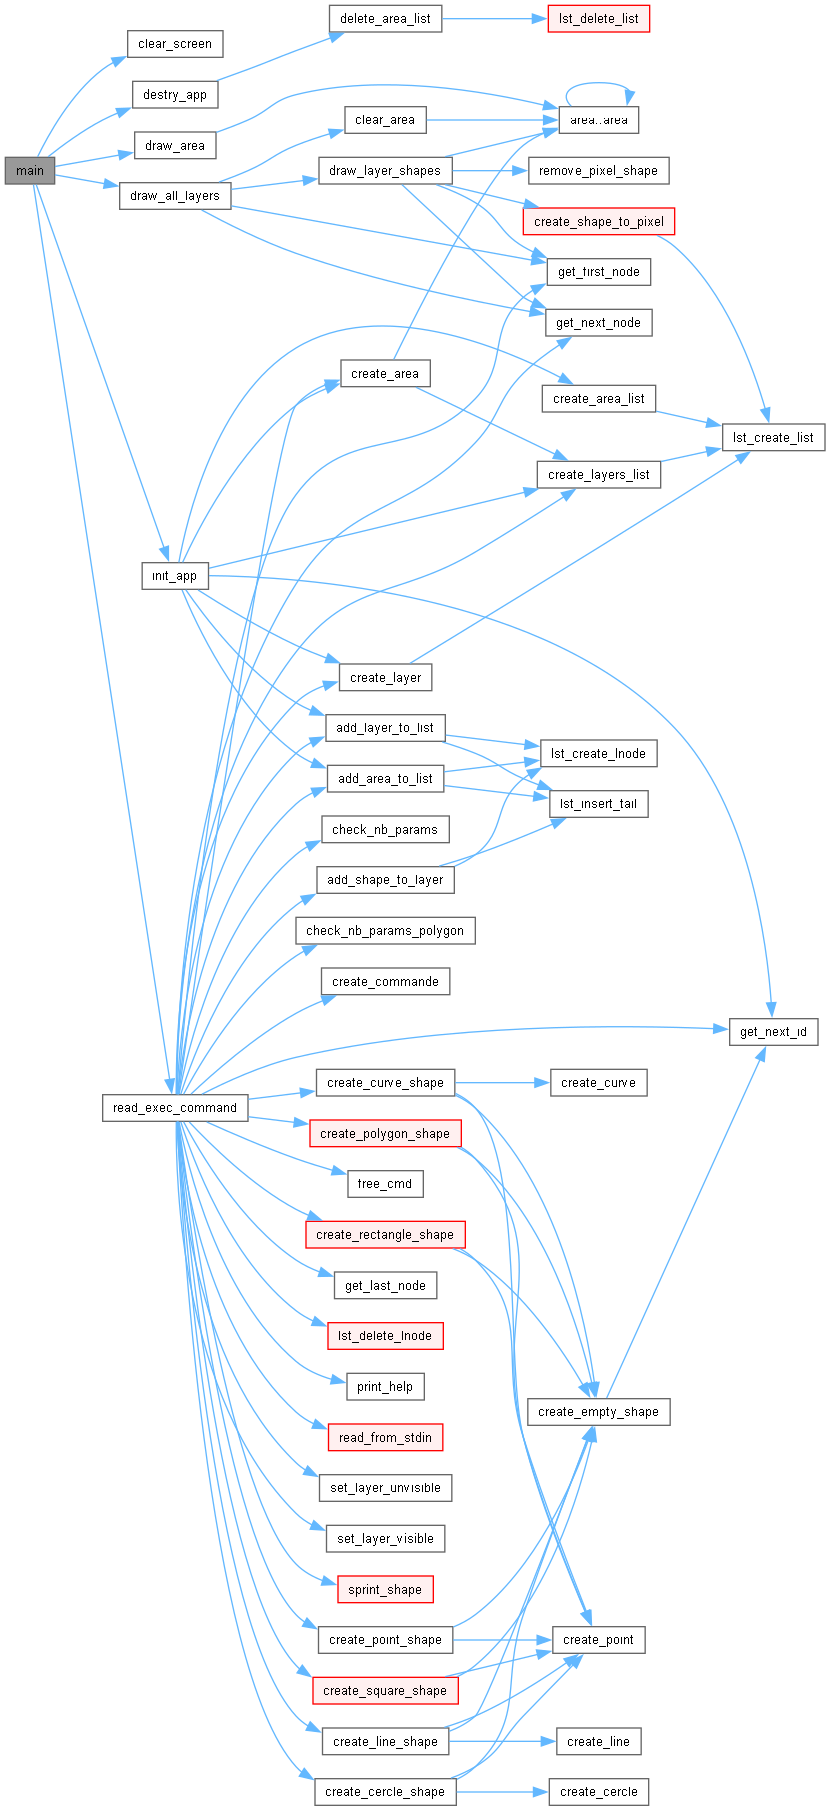 delete_area_list
lst_delete_list
clear_screen
destry_app
clear_area
area::area
draw_area
main
draw_layer_shapes
remove_pixel_shape
draw_all_layers
create_shape_to_pixel
get_first_node
get_next_node
create_area
create_area_list
lst_create_list
create_layers_list
init_app
create_layer
add_layer_to_list
lst_create_lnode
add_area_to_list
lst_insert_tail
check_nb_params
add_shape_to_layer
check_nb_params_polygon
create_commande
get_next_id
create_curve_shape
create_curve
read_exec_command
create_polygon_shape
free_cmd
create_rectangle_shape
get_last_node
lst_delete_lnode
print_help
create_empty_shape
read_from_stdin
set_layer_unvisible
set_layer_visible
sprint_shape
create_point_shape
create_point
create_square_shape
create_line_shape
create_line
create_cercle_shape
create_cercle